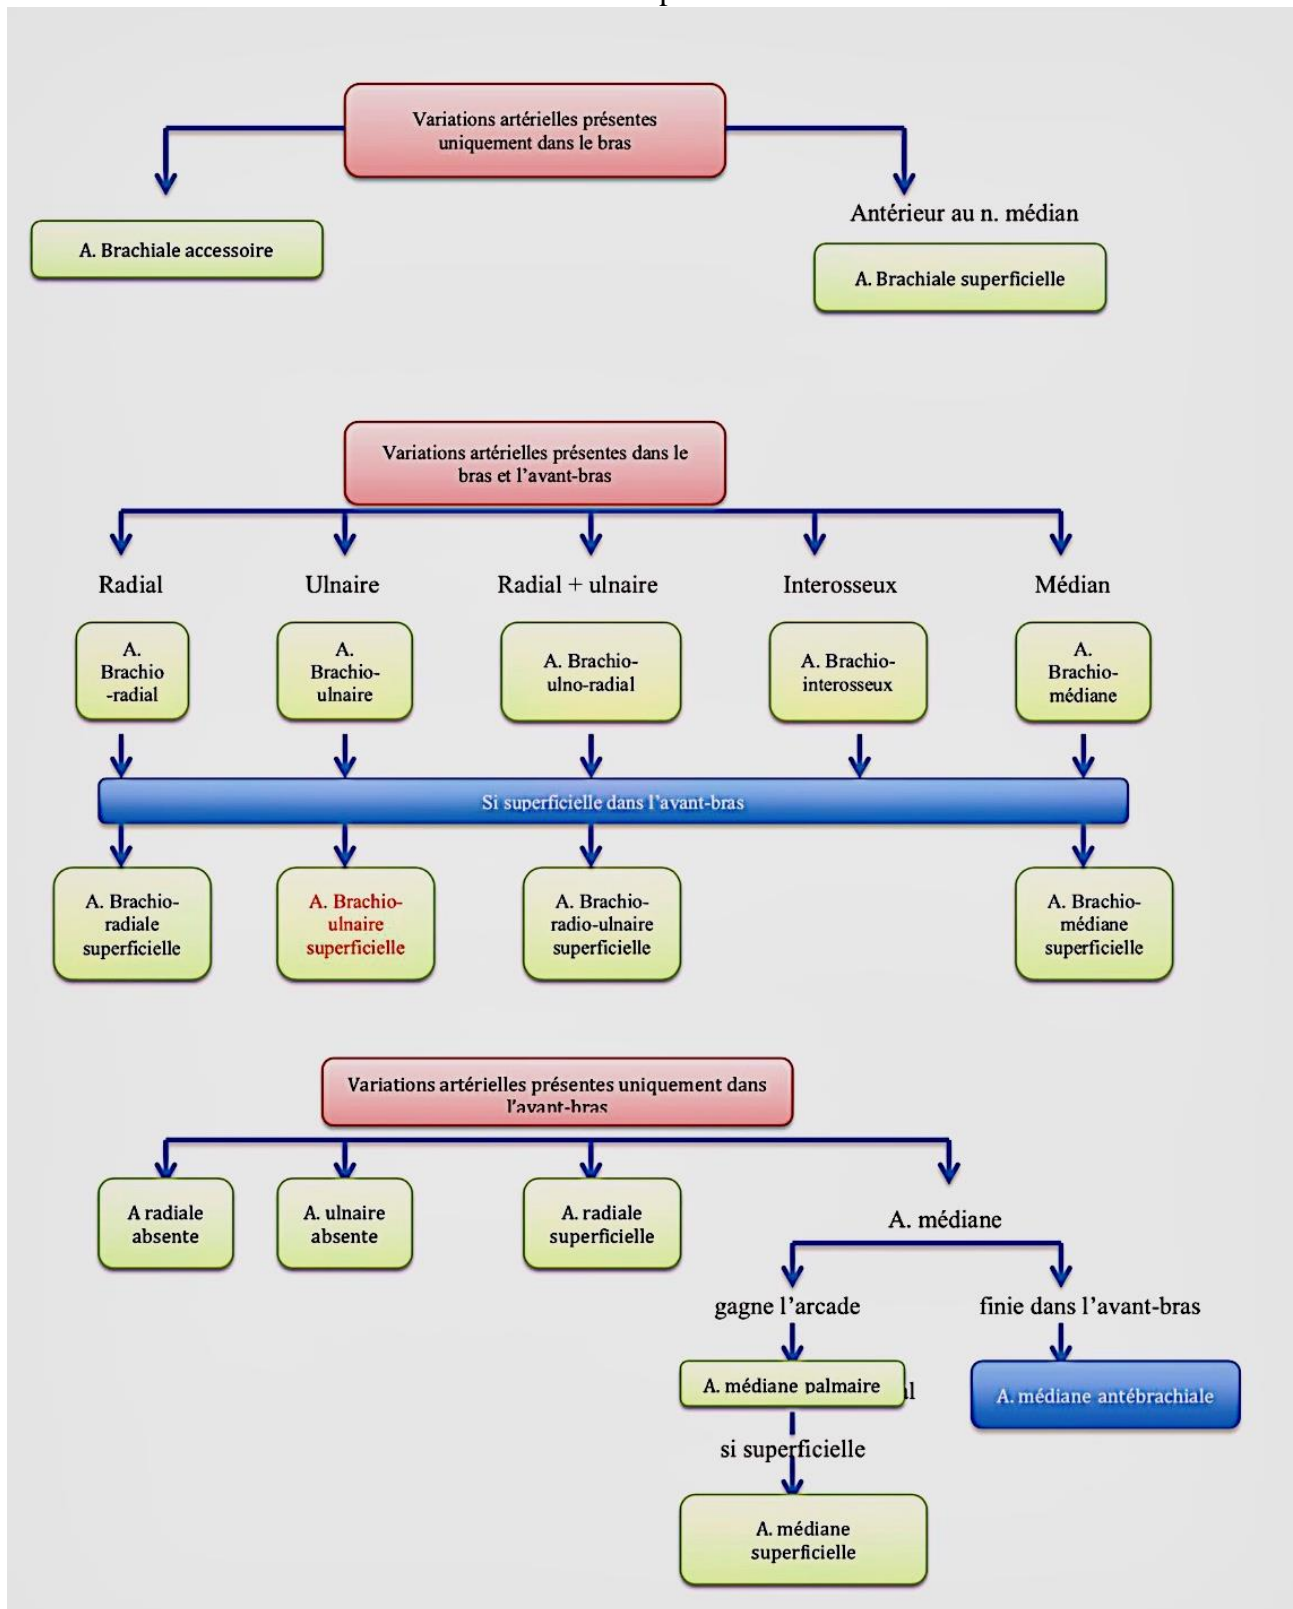 Variations artérielles présentes
uniquement dans le bras
A. Brachiale accessoire
Antérieur au n. médian
A. Brachiale superficielle
Variations artérielles présentes dans le
bras et l’avant-bras
Radial
Ulnaire
Radial + ulnaire
Interosseux
Médian
A.
Brachio
-radial
A.
Brachio-
ulnaire
A. Brachio-
ulno-radial
A. Brachio-
interosseux
A.
Brachio-
médiane
Si superficielle dans l’avant-bras
A. Brachio-
radiale
superficielle
A. Brachio-
ulnaire
superficielle
A. Brachio-
radio-ulnaire
superficielle
A. Brachio-
médiane
superficielle
Variations artérielles présentes uniquement dans
l’avant-bras
A radiale
absente
A. ulnaire
absente
A. radiale
superficielle
A. médiane
gagne l’arcade
finie dans l’avant-bras
A. médiane palmaire
A. médiane antébrachiale
si superficielle
A. médiane
superficielle